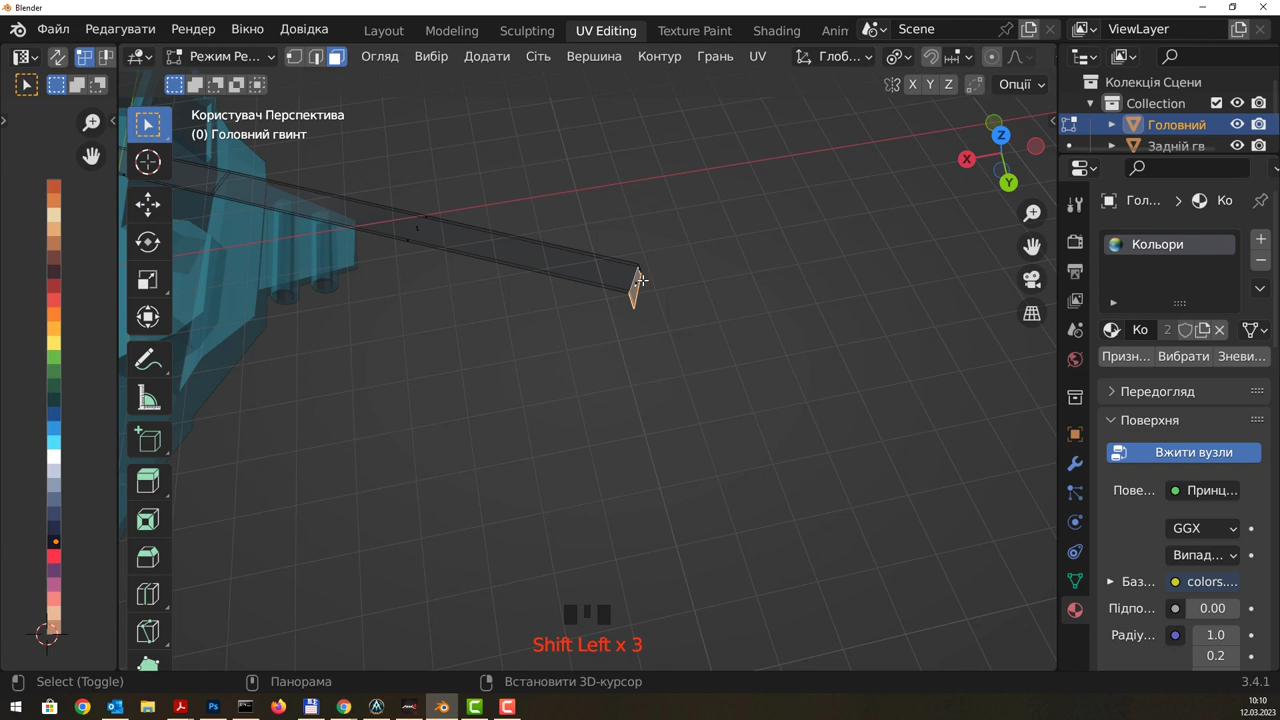 Blender
Файл Редагувати Рендер Вікно Довідка Layout Modeling Sculpting UV Editing Texture Paint Shading Anim Scene ViewLayer
Режим Ре... Огляд Вибір Додати Сіть Вершина Контур Грань UV Глоб...
X Y Z Опції
Колекція Сцени
Collection
Головний
Задній гв
Користувач Перспектива
(0) Головний гвинт
Z
X
Y
Гол... Ко
Кольори
Ко 2
Призн... Вибрати Зневи...
Передогляд
Поверхня
Вжити вузли
Пове... Принц...
GGX
Випад...
Баз... colors....
Підпо... 0.00
Радіу... 1.0
0.2
Shift Left x 3
Select (Toggle) Панорама Встановити 3D-курсор 3.4.1
10:10
12.03.2023